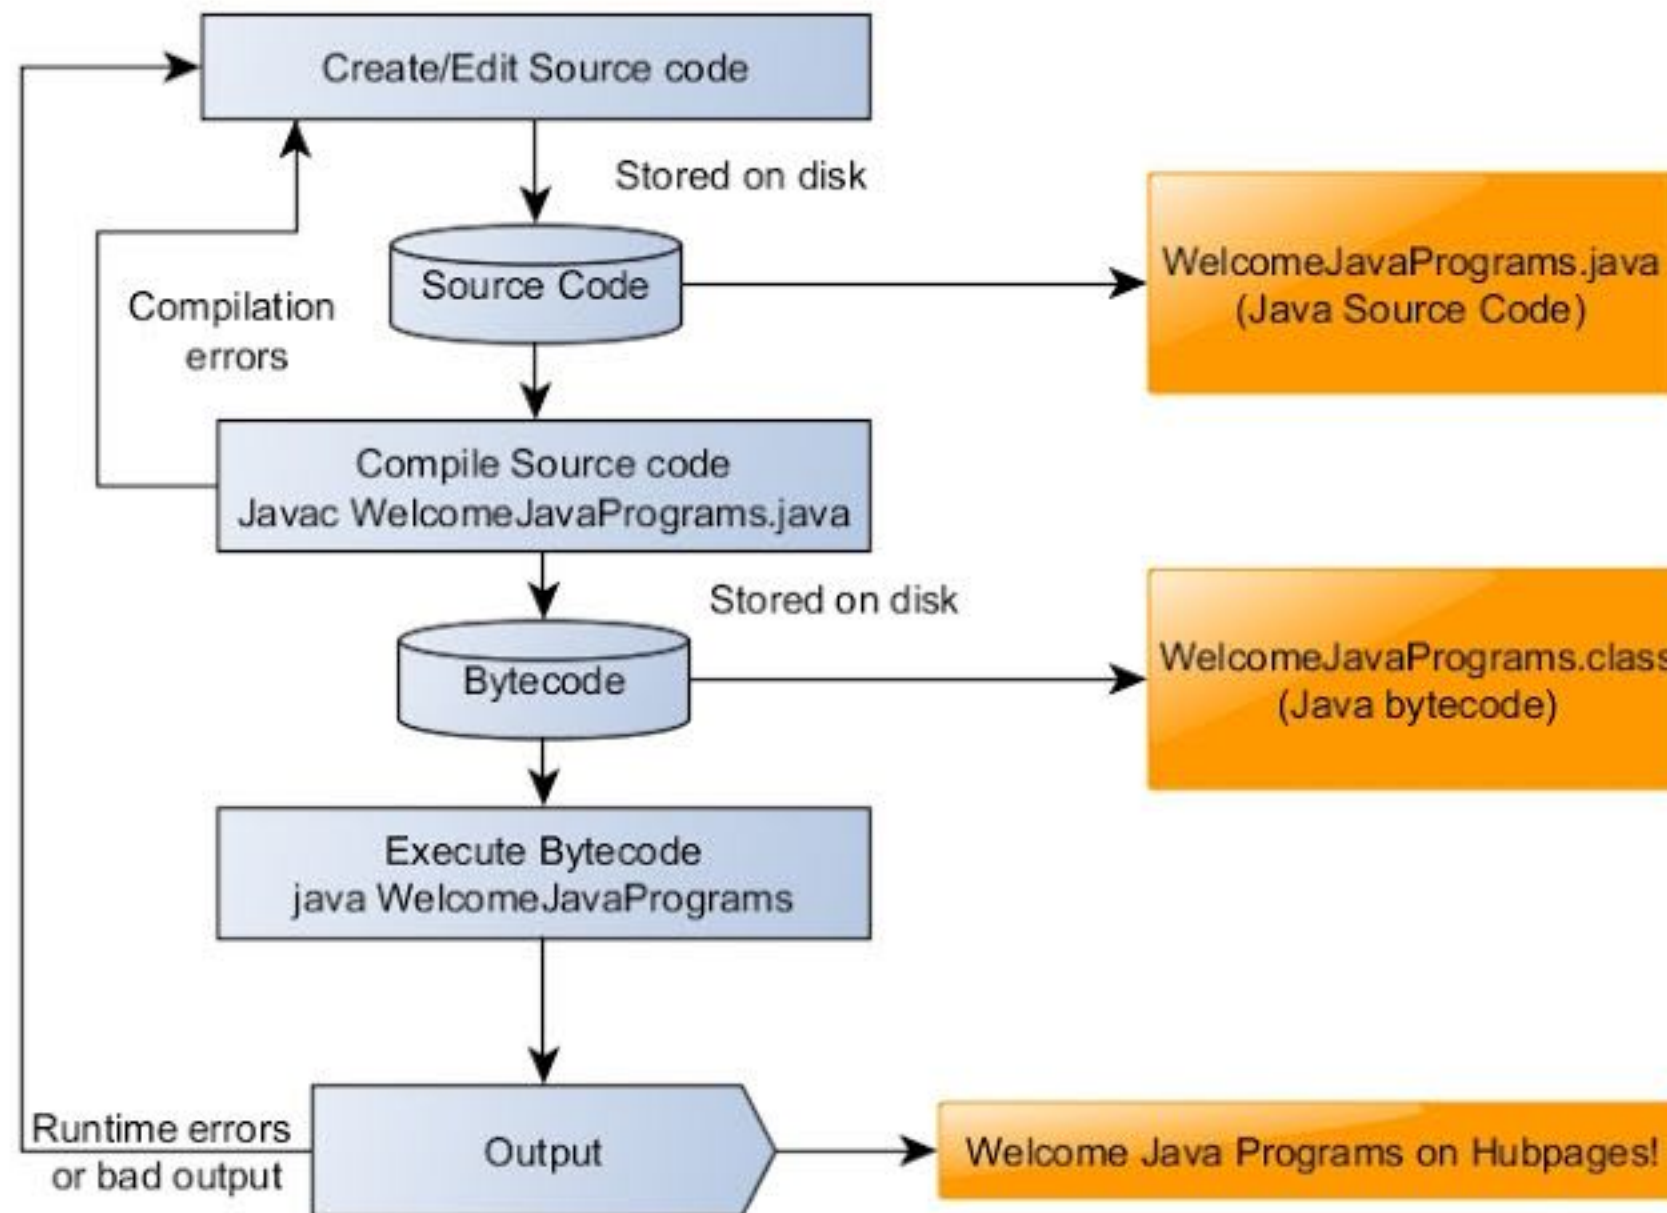 Create/Edit Source code
Stored on disk
Source Code
WelcomeJavaPrograms.java
(Java Source Code)
Compilation
errors
Compile Source code
Javac WelcomeJavaPrograms.java
Stored on disk
Bytecode
WelcomeJavaPrograms.class
(Java bytecode)
Execute Bytecode
java WelcomeJavaPrograms
Runtime errors
or bad output
Output
Welcome Java Programs on Hubpages!